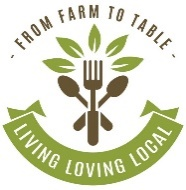 - FROM FARM TO TABLE -
LIVING LOVING LOCAL